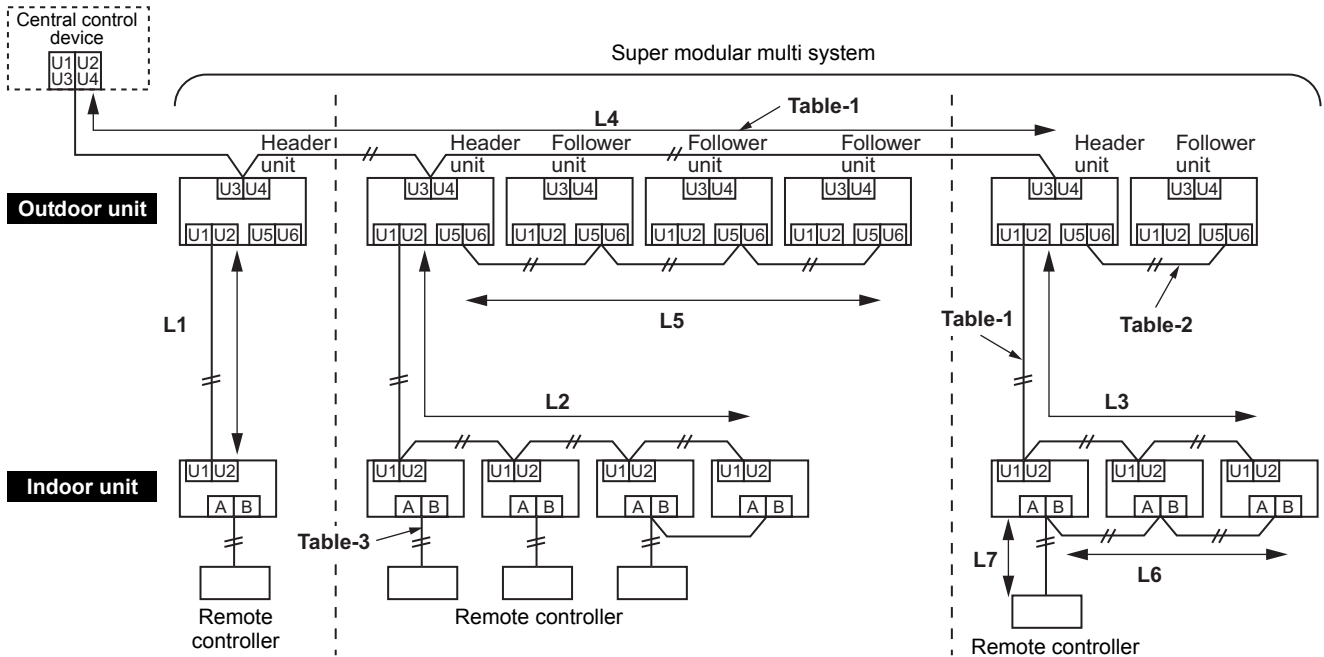 Central control
device
U1 U2
U3 U4
Super modular multi system
L4
Table-1
Header
unit
Header
unit
Follower
unit
Follower
unit
Follower
unit
Header
unit
Follower
unit
Outdoor unit
U3 U4
U3 U4
U3 U4
U3 U4
U3 U4
U3 U4
U3 U4
U1 U2 U5 U6
U1 U2 U5 U6
U1 U2 U5 U6
U1 U2 U5 U6
U1 U2 U5 U6
U1 U2 U5 U6
U1 U2 U5 U6
L1
L5
Table-1
Table-2
L2
L3
Indoor unit
U1 U2
U1 U2
U1 U2
U1 U2
U1 U2
U1 U2
U1 U2
U1 U2
A B
A B
A B
A B
A B
A B
A B
A B
Table-3
L7
L6
Remote
controller
Remote controller
Remote controller